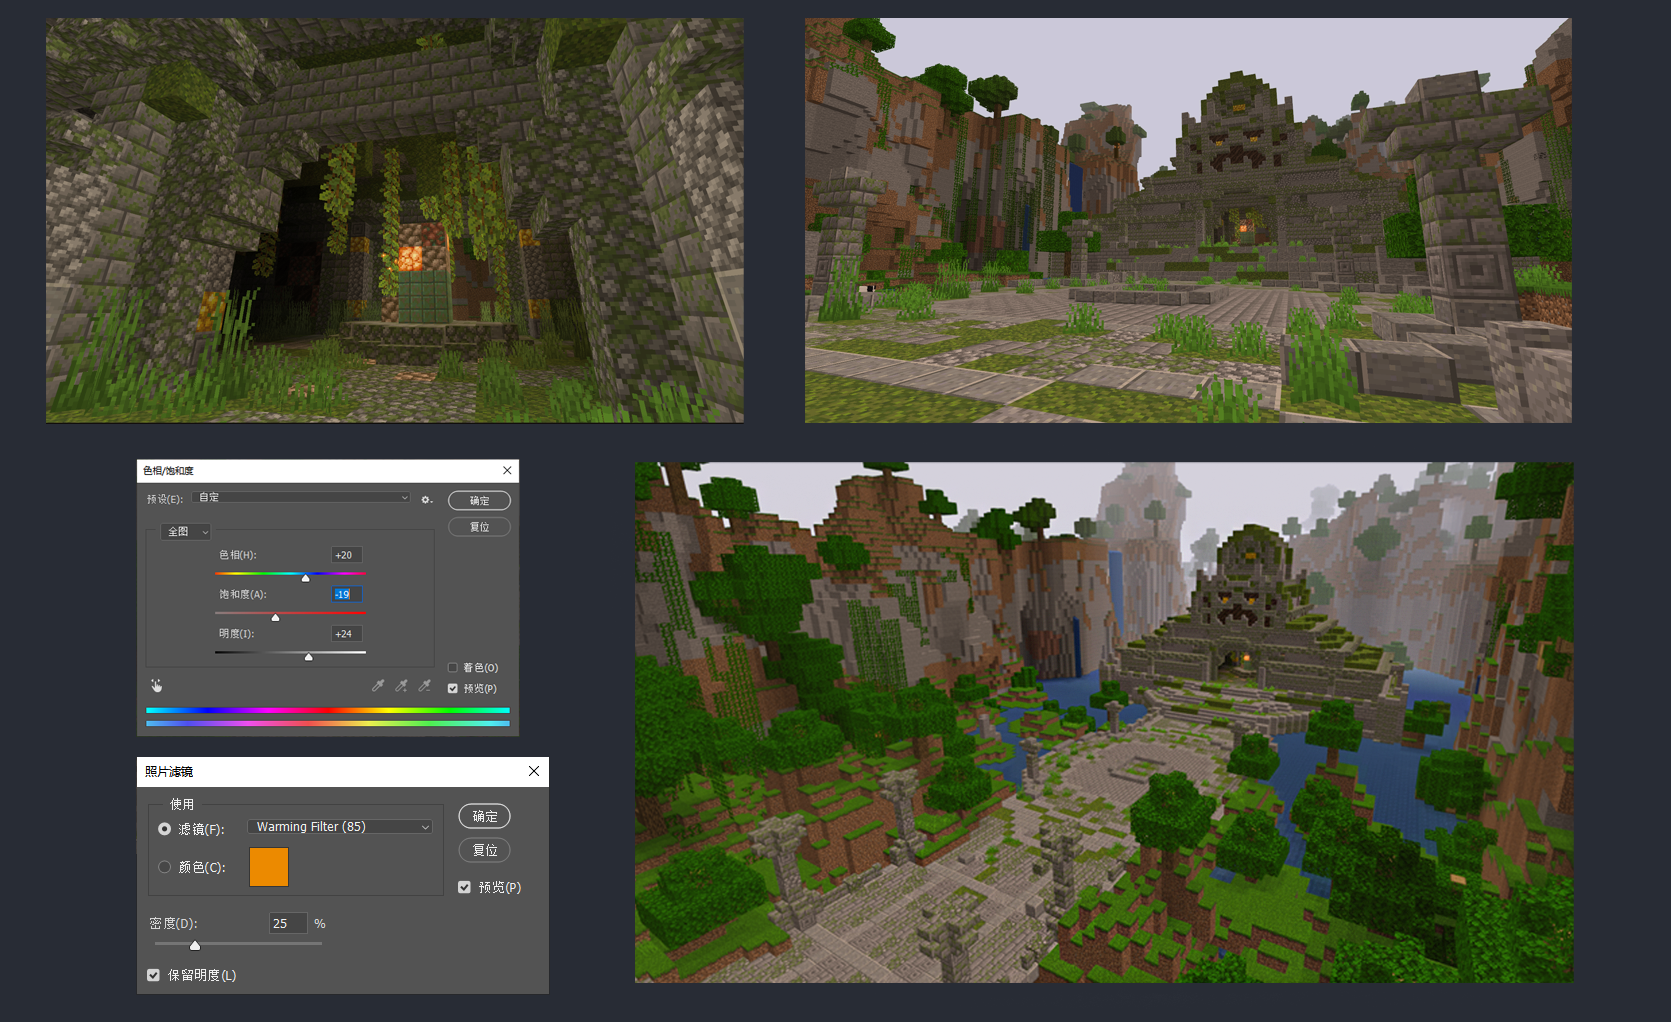 色相/饱和度
预设(E):
自定
确定
复位
全图
色相(H):
+20
饱和度(A):
-19
明度(I):
+24
着色(O)
预览(P)
照片滤镜
使用
滤镜(F):
Warming Filter (85)
确定
颜色(C):
复位
预览(P)
密度(D):
25
%
保留明度(L)